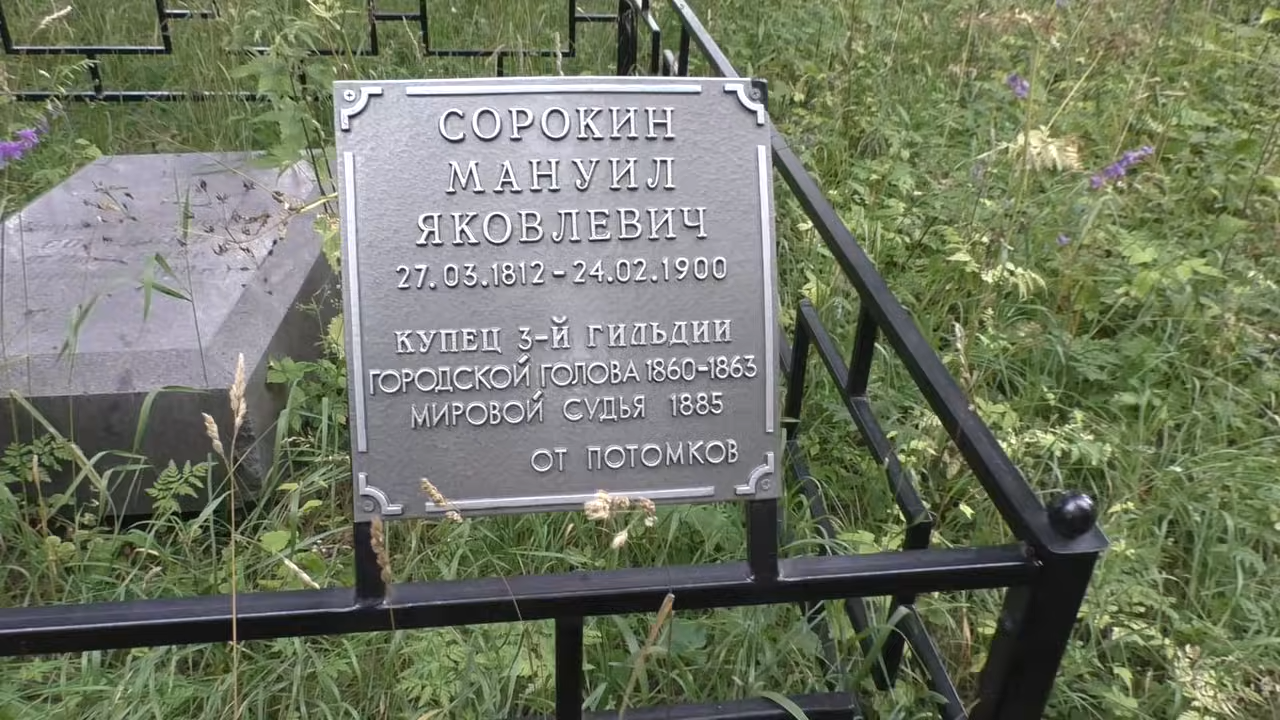 СОРОКИН
МАНУИЛ
ЯКОВЛЕВИЧ
27.03.1812 - 24.02.1900
КУПЕЦ 3-Й ГИЛЬДИИ
ГОРОДСКОЙ ГОЛОВА 1860-1863
МИРОВОЙ СУДЬЯ 1885
ОТ ПОТОМКОВ